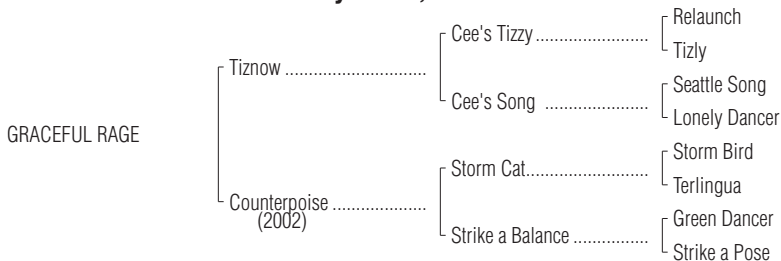 Relaunch
Cee's Tizzy
Tizly
Tiznow
Seattle Song
Cee's Song
Lonely Dancer
GRACEFUL RAGE
Storm Bird
Storm Cat
Terlingua
Counterpoise
(2002)
Green Dancer
Strike a Balance
Strike a Pose